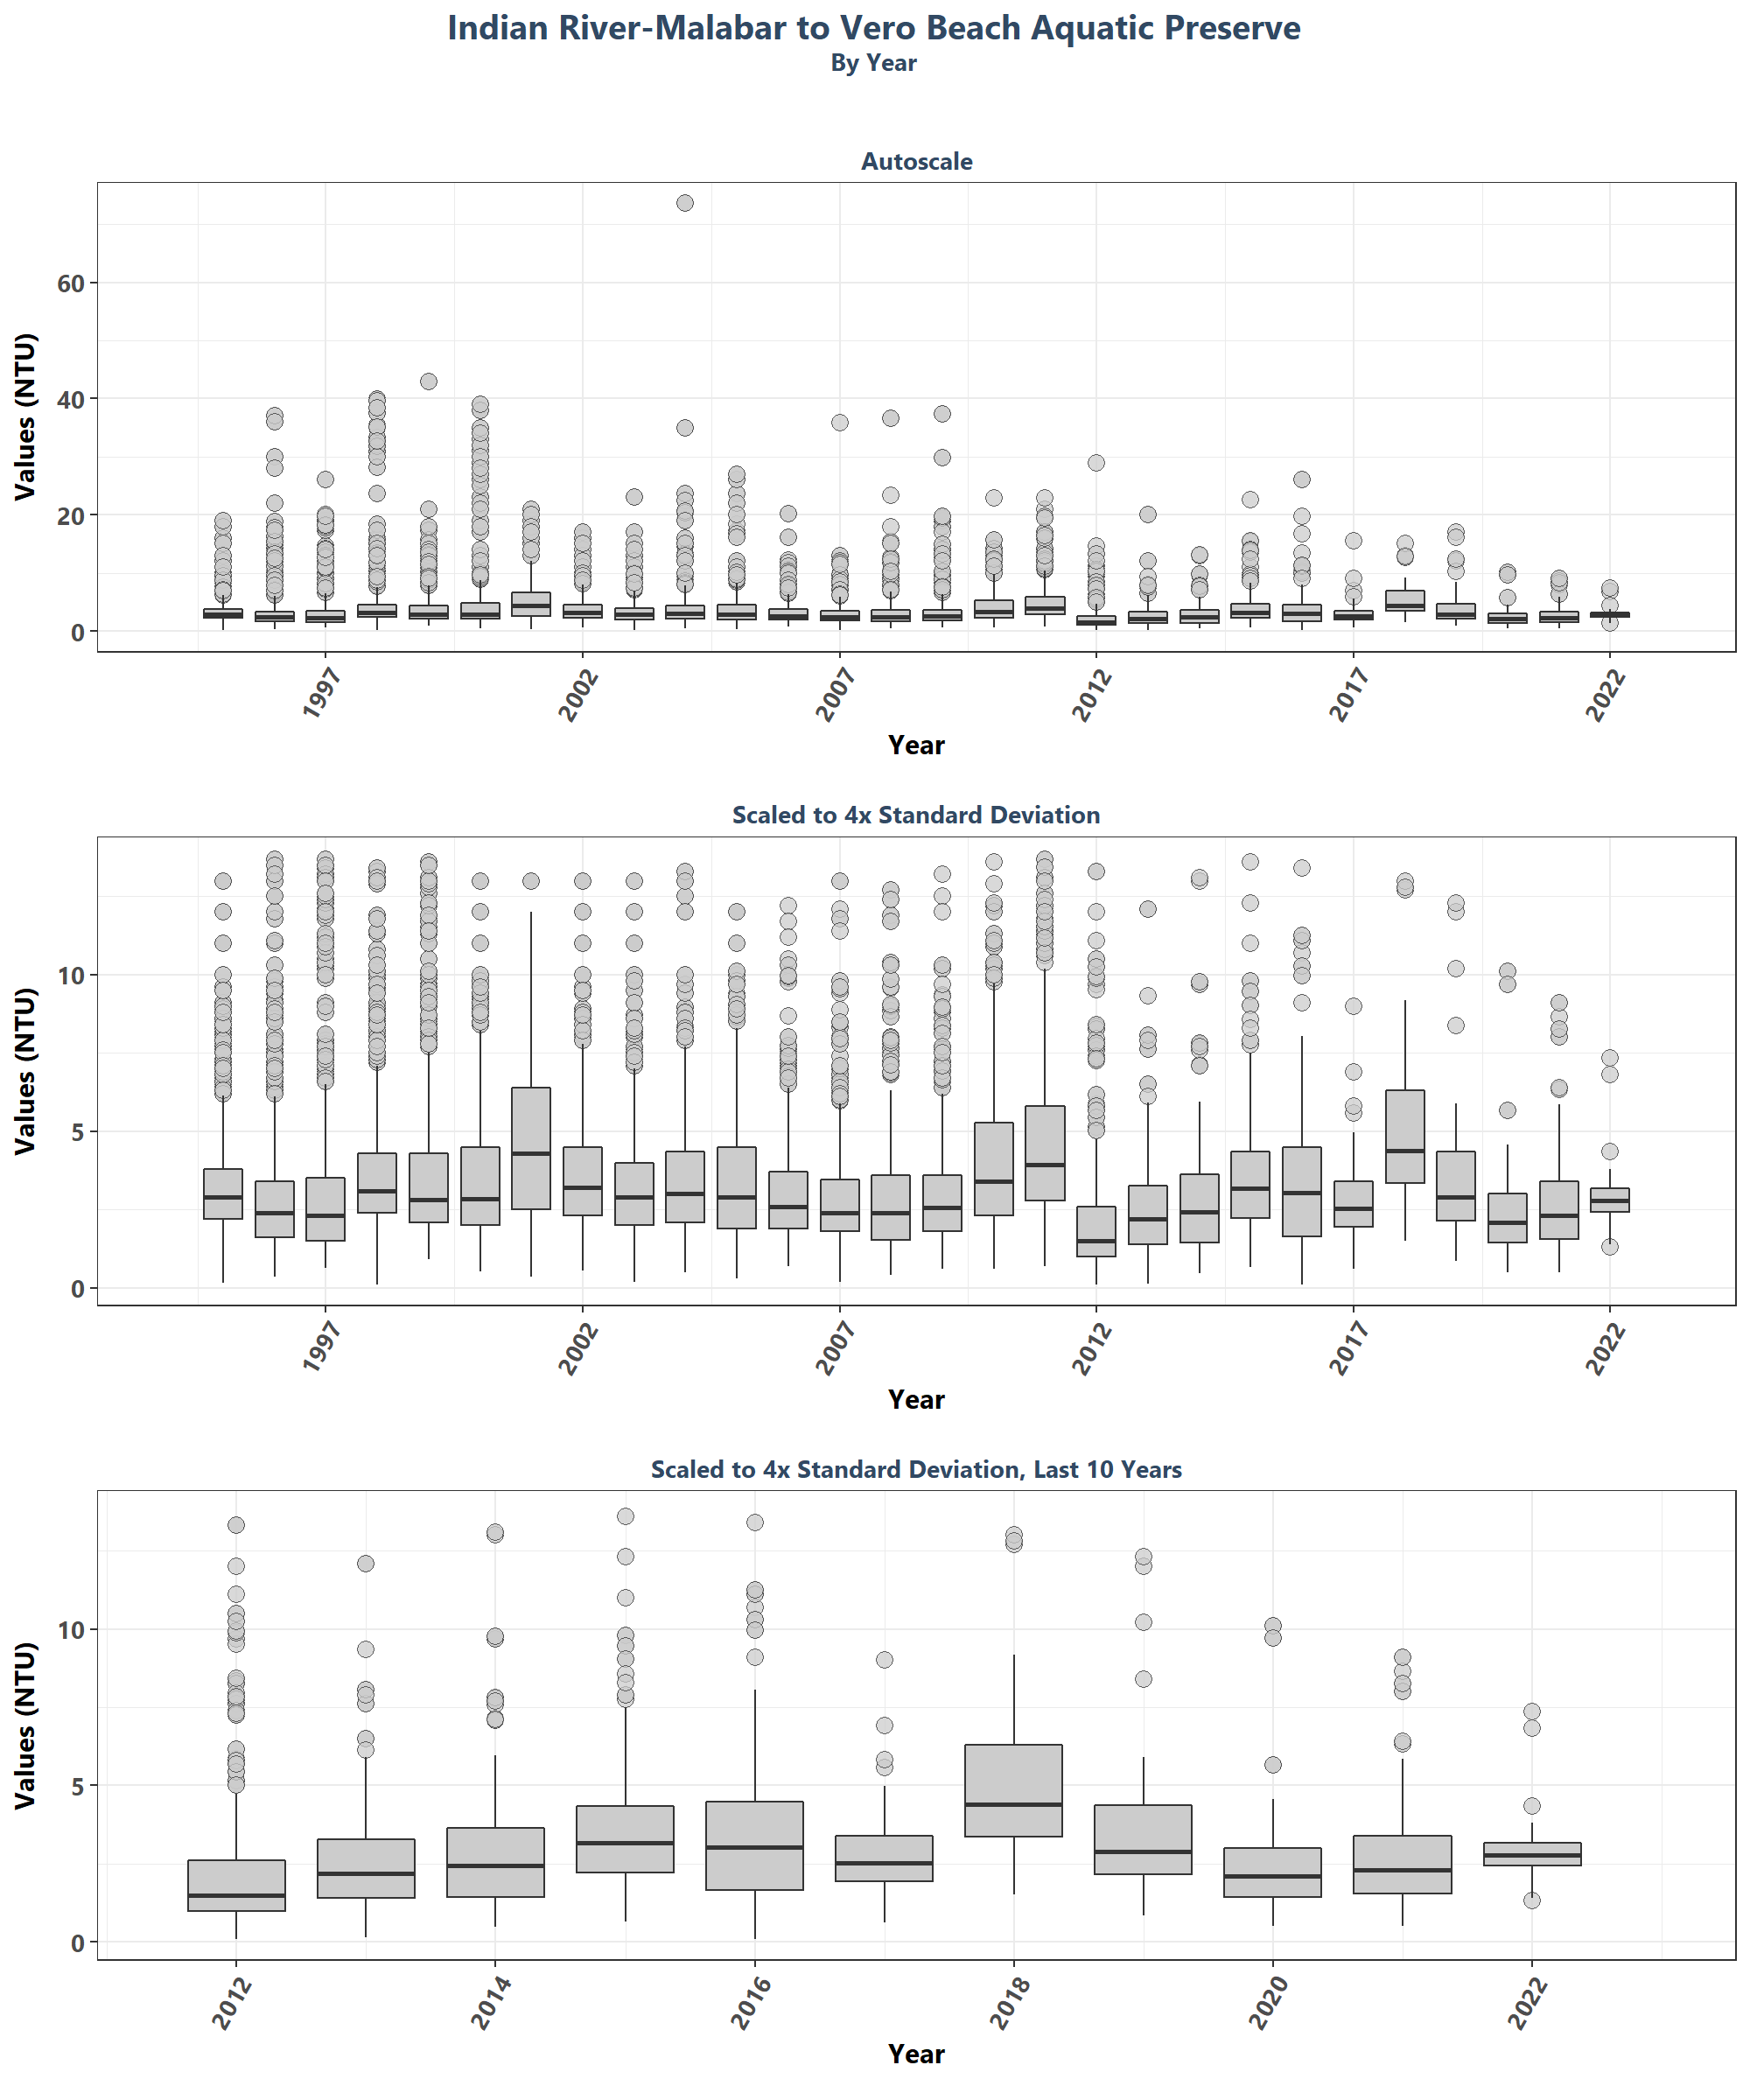 Indian River-Malabar to Vero Beach Aquatic Preserve
By Year
Autoscale
Values (NTU)
60
40
20
0
1997 2002 2007 2012 2017 2022
Year
Scaled to 4x Standard Deviation
Values (NTU)
10
5
0
1997 2002 2007 2012 2017 2022
Year
Scaled to 4x Standard Deviation, Last 10 Years
Values (NTU)
10
5
0
2012 2014 2016 2018 2020 2022
Year